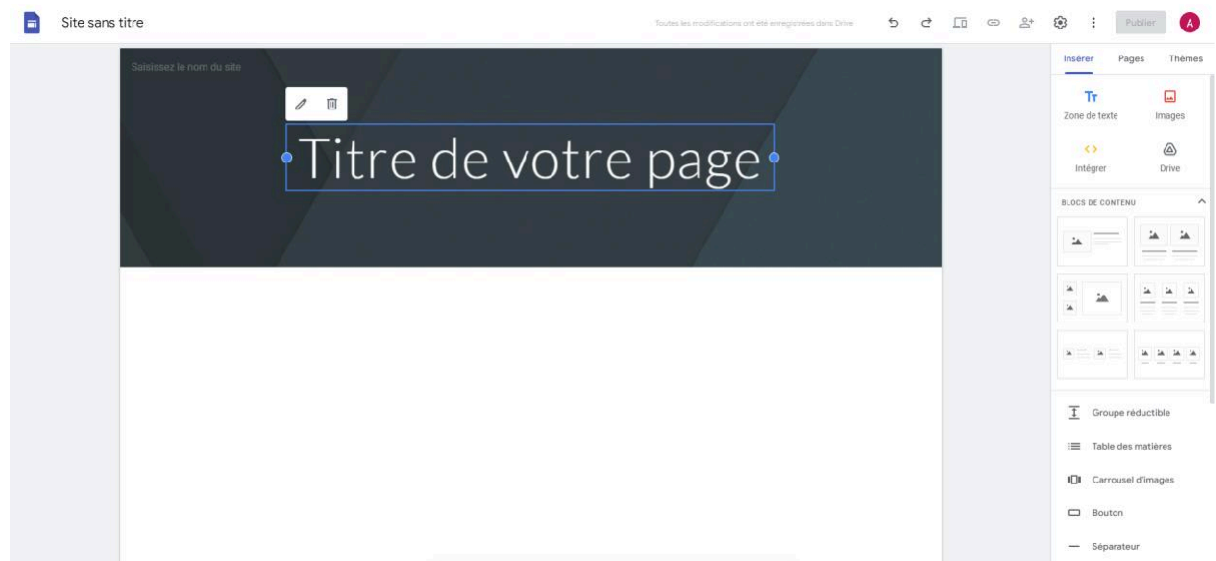 Site sans titre
Toutes les modifications ont été enregistrées dans Drive
Publier
A
Saisissez le nom du site
Titre de votre page
Insérer Pages Thèmes
Tт
Zone de texte Images
Intégrer Drive
BLOCS DE CONTENU
Groupe réductible
Table des matières
Carrousel d'images
Bouton
Séparateur